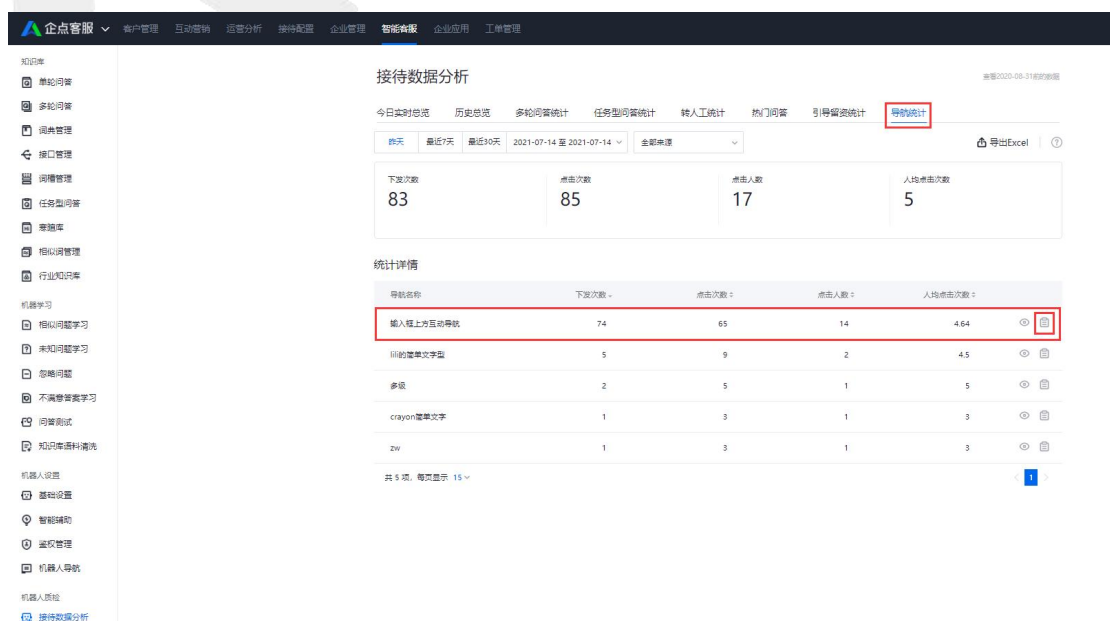 企点客服 客户管理 互动营销 运营分析 接待配置 企业管理 智能客服 企业应用 工单管理
知识库
单轮问答
多轮问答
词典管理
接口管理
词槽管理
任务型问答
寒暄库
相似词管理
行业知识库
机器学习
相似问题学习
未知问题学习
忽略问题
不满意答案学习
问答测试
知识库语料清洗
机器人设置
基础设置
智能辅助
鉴权管理
机器人导航
机器人质检
接待数据分析
接待数据分析 查看2020-08-31前的数据
今日实时总览 历史总览 多轮问答统计 任务型问答统计 转人工统计 热门问答 引导留资统计 导航统计
昨天 最近7天 最近30天 2021-07-14 至 2021-07-14 全部来源 导出Excel
下发次数 点击次数 点击人数 人均点击次数
83 85 17 5
统计详情
导航名称 下发次数 点击次数 点击人数 人均点击次数
输入框上方互动导航 74 65 14 4.64
lili的简单文字型 5 9 2 4.5
多级 2 5 1 5
crayon简单文字 1 3 1 3
zw 1 3 1 3
共 5 项，每页显示 15 1